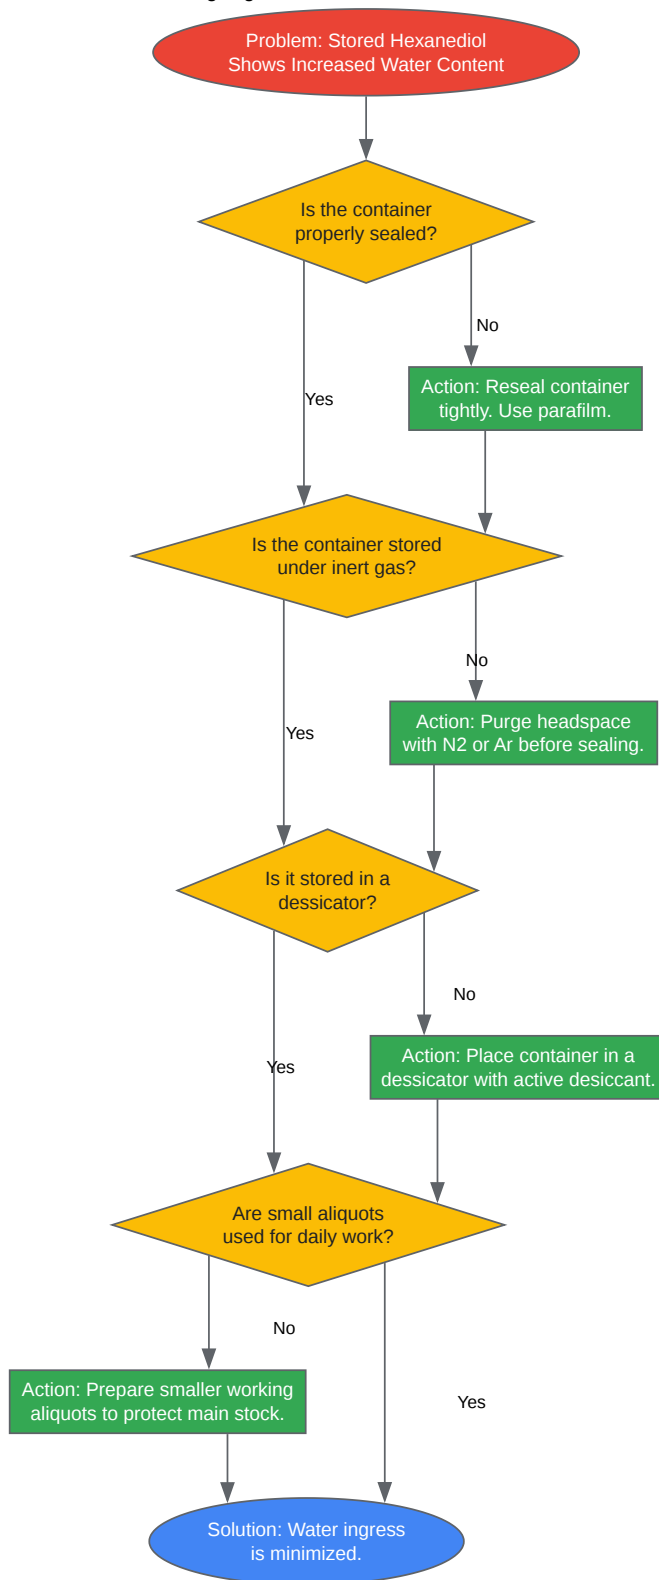 Problem: Stored Hexanediol
Shows Increased Water Content
Is the container
properly sealed?
No
Action: Reseal container
tightly. Use parafilm.
Yes
Is the container stored
under inert gas?
No
Action: Purge headspace
with N2 or Ar before sealing.
Yes
Is it stored in a
dessicator?
No
Action: Place container in a
dessicator with active desiccant.
Yes
Are small aliquots
used for daily work?
No
Action: Prepare smaller working
aliquots to protect main stock.
Yes
Solution: Water ingress
is minimized.